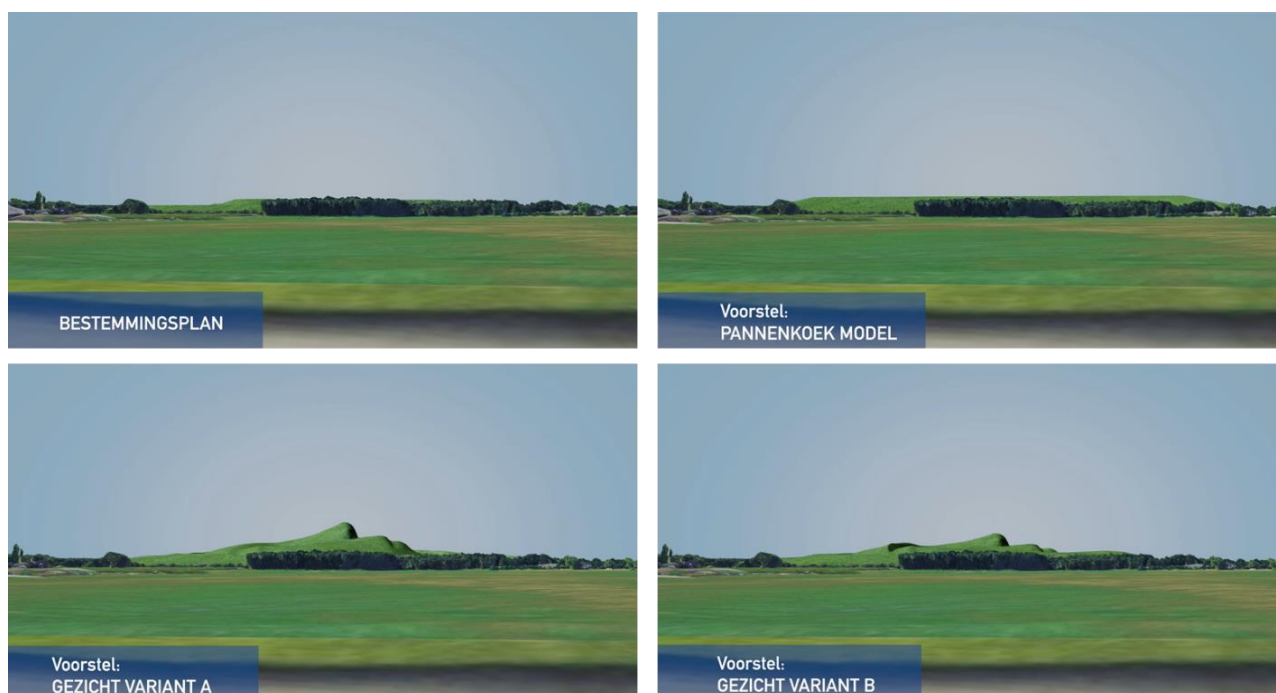 BESTEMMINGSPLAN
Voorstel:
PANNENKOEK MODEL
Voorstel:
GEZICHT VARIANT A
Voorstel:
GEZICHT VARIANT B